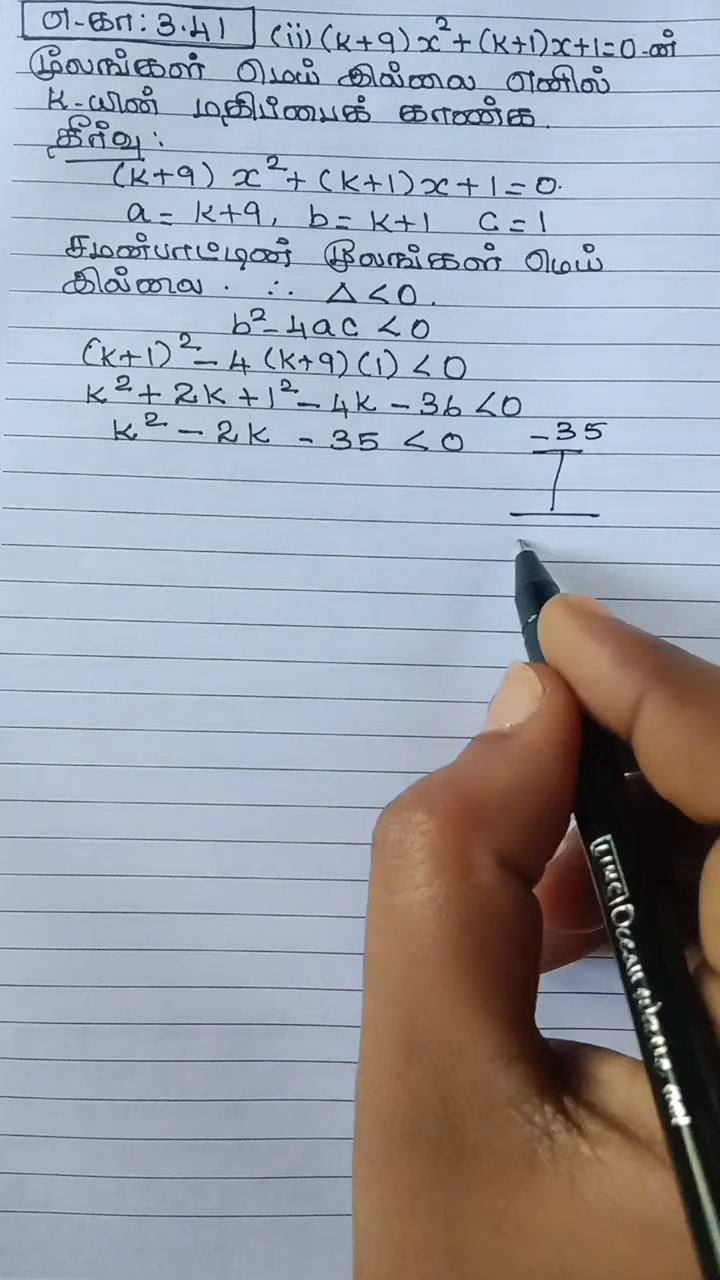 எ-கா: 3.41 (ii) (k+9)x²+(k+1)x+1=0-ன்
மூலங்கள் மெய் இல்லை எனில்
k-யின் மதிப்பைக் காண்க.
தீர்வு:
(k+9) x²+(k+1)x+1=0.
a = k+9, b = k+1 c = 1
சமன்பாட்டின் மூலங்கள் மெய்
இல்லை. ∴ Δ<0.
b²-4ac <0
(k+1)²-4(k+9)(1)<0
k²+2k+1²-4k-36<0
k²-2k-35<0 -35